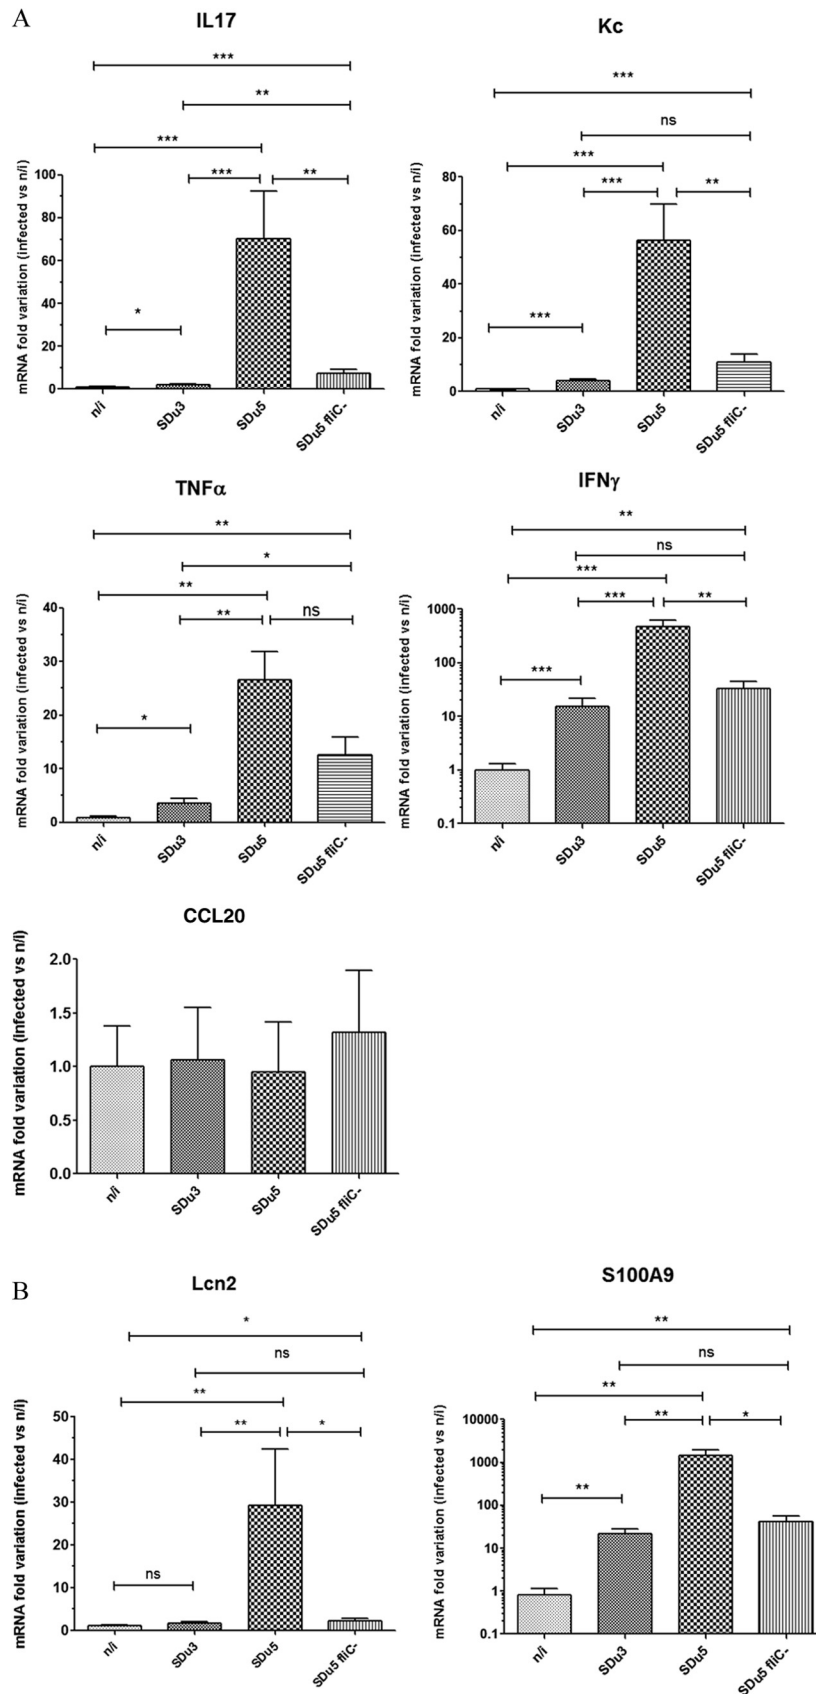 A
IL17
***
**
***
***
**
*
mRNA fold variation (infected vs n/i)
100
80
60
40
20
0
n/i
SDu3
SDu5
SDu5 fliC-
Kc
***
ns
***
***
**
***
mRNA fold variation (infected vs n/i)
80
60
40
20
0
n/i
SDu3
SDu5
SDu5 fliC-
TNFα
**
*
**
**
ns
*
mRNA fold variation (infected vs n/i)
40
30
20
10
0
n/i
SDu3
SDu5
SDu5 fliC-
IFNγ
**
ns
***
***
**
***
mRNA fold variation (infected vs n/i)
1000
100
10
1
0.1
n/i
SDu3
SDu5
SDu5 fliC-
CCL20
mRNA fold variation (infected vs n/i)
2.0
1.5
1.0
0.5
0.0
n/i
SDu3
SDu5
SDu5 fliC-
B
Lcn2
*
ns
**
**
*
ns
mRNA fold variation (infected vs n/i)
50
40
30
20
10
0
n/i
SDu3
SDu5
SDu5 fliC-
S100A9
**
ns
**
**
*
**
mRNA fold variation (infected vs n/i)
10000
1000
100
10
1
0.1
n/i
SDu3
SDu5
SDu5 fliC-